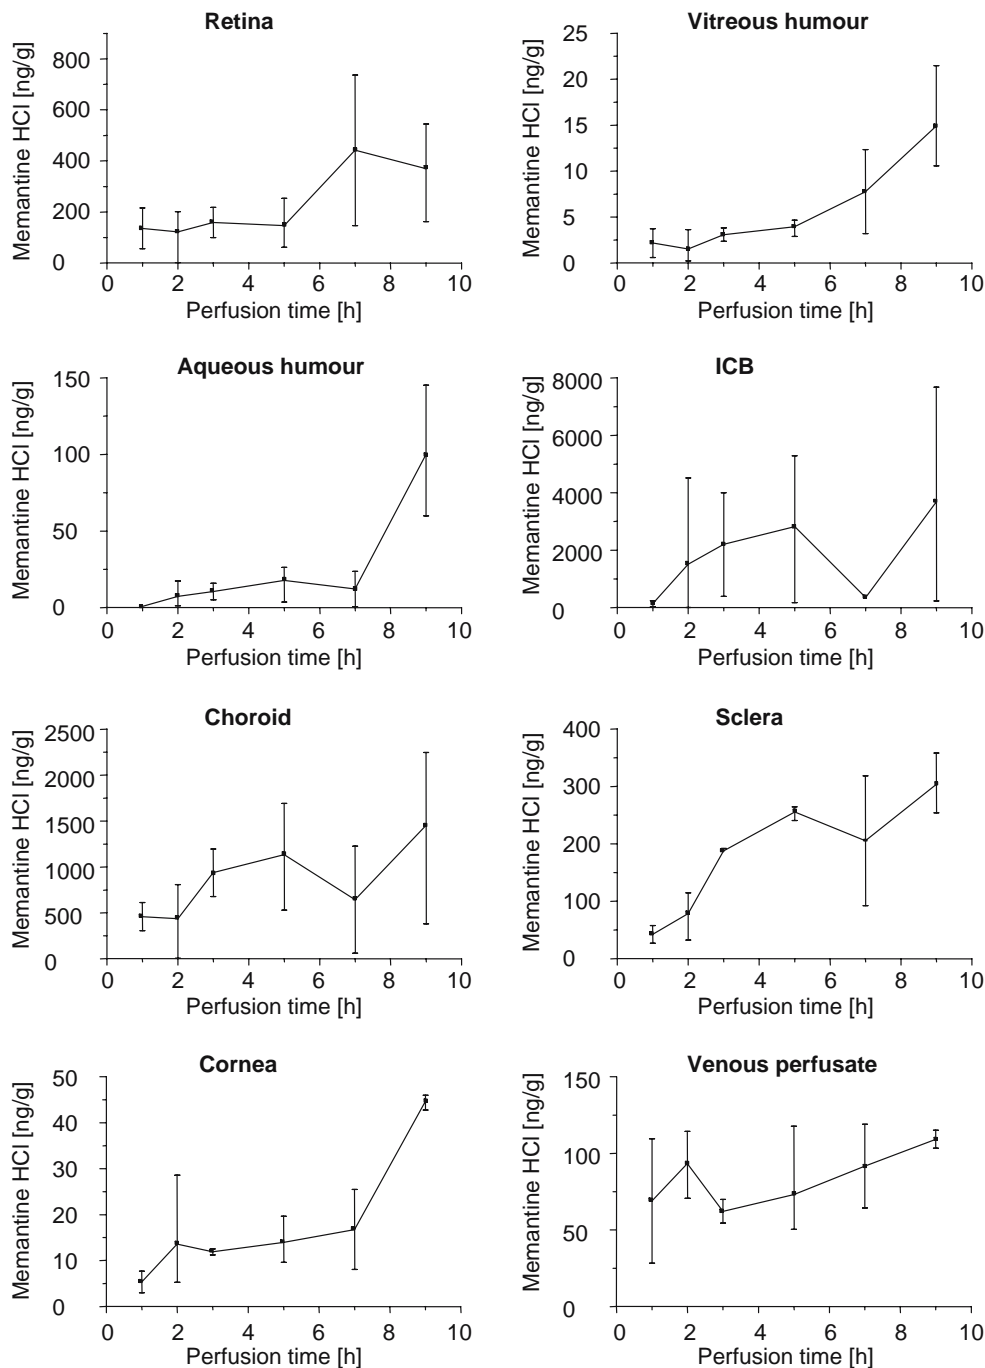 Retina
Memantine HCl [ng/g]
800
600
400
200
0
0 2 4 6 8 10
Perfusion time [h]
Vitreous humour
Memantine HCl [ng/g]
25
20
15
10
5
0
0 2 4 6 8 10
Perfusion time [h]
Aqueous humour
Memantine HCl [ng/g]
150
100
50
0
0 2 4 6 8 10
Perfusion time [h]
ICB
Memantine HCl [ng/g]
8000
6000
4000
2000
0
0 2 4 6 8 10
Perfusion time [h]
Choroid
Memantine HCl [ng/g]
2500
2000
1500
1000
500
0
0 2 4 6 8 10
Perfusion time [h]
Sclera
Memantine HCl [ng/g]
400
300
200
100
0
0 2 4 6 8 10
Perfusion time [h]
Cornea
Memantine HCl [ng/g]
50
40
30
20
10
0
0 2 4 6 8 10
Perfusion time [h]
Venous perfusate
Memantine HCl [ng/g]
150
100
50
0
0 2 4 6 8 10
Perfusion time [h]